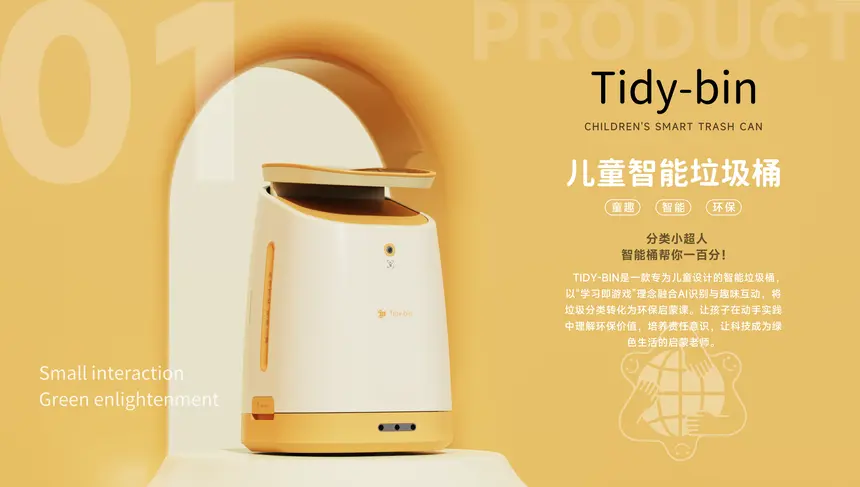 01
PRODUCT
Tidy-bin
CHILDREN'S SMART TRASH CAN
儿童智能垃圾桶
童趣 智能 环保
分类小超人
智能桶帮你一百分！
TIDY-BIN是一款专为儿童设计的智能垃圾桶，
以“学习即游戏”理念融合AI识别与趣味互动，将
垃圾分类转化为环保启蒙课。让孩子在动手实践
中理解环保价值，培养责任意识，让科技成为绿
色生活的启蒙老师。
Tidy-bin
Small interaction
Green enlightenment